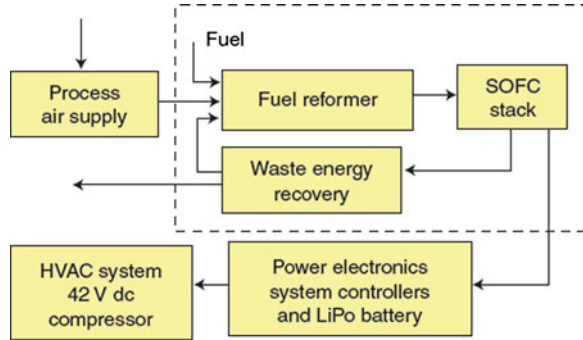 Fuel
Process
air supply
Fuel reformer
SOFC
stack
Waste energy
recovery
HVAC system
42 V dc
compressor
Power electronics
system controllers
and LiPo battery